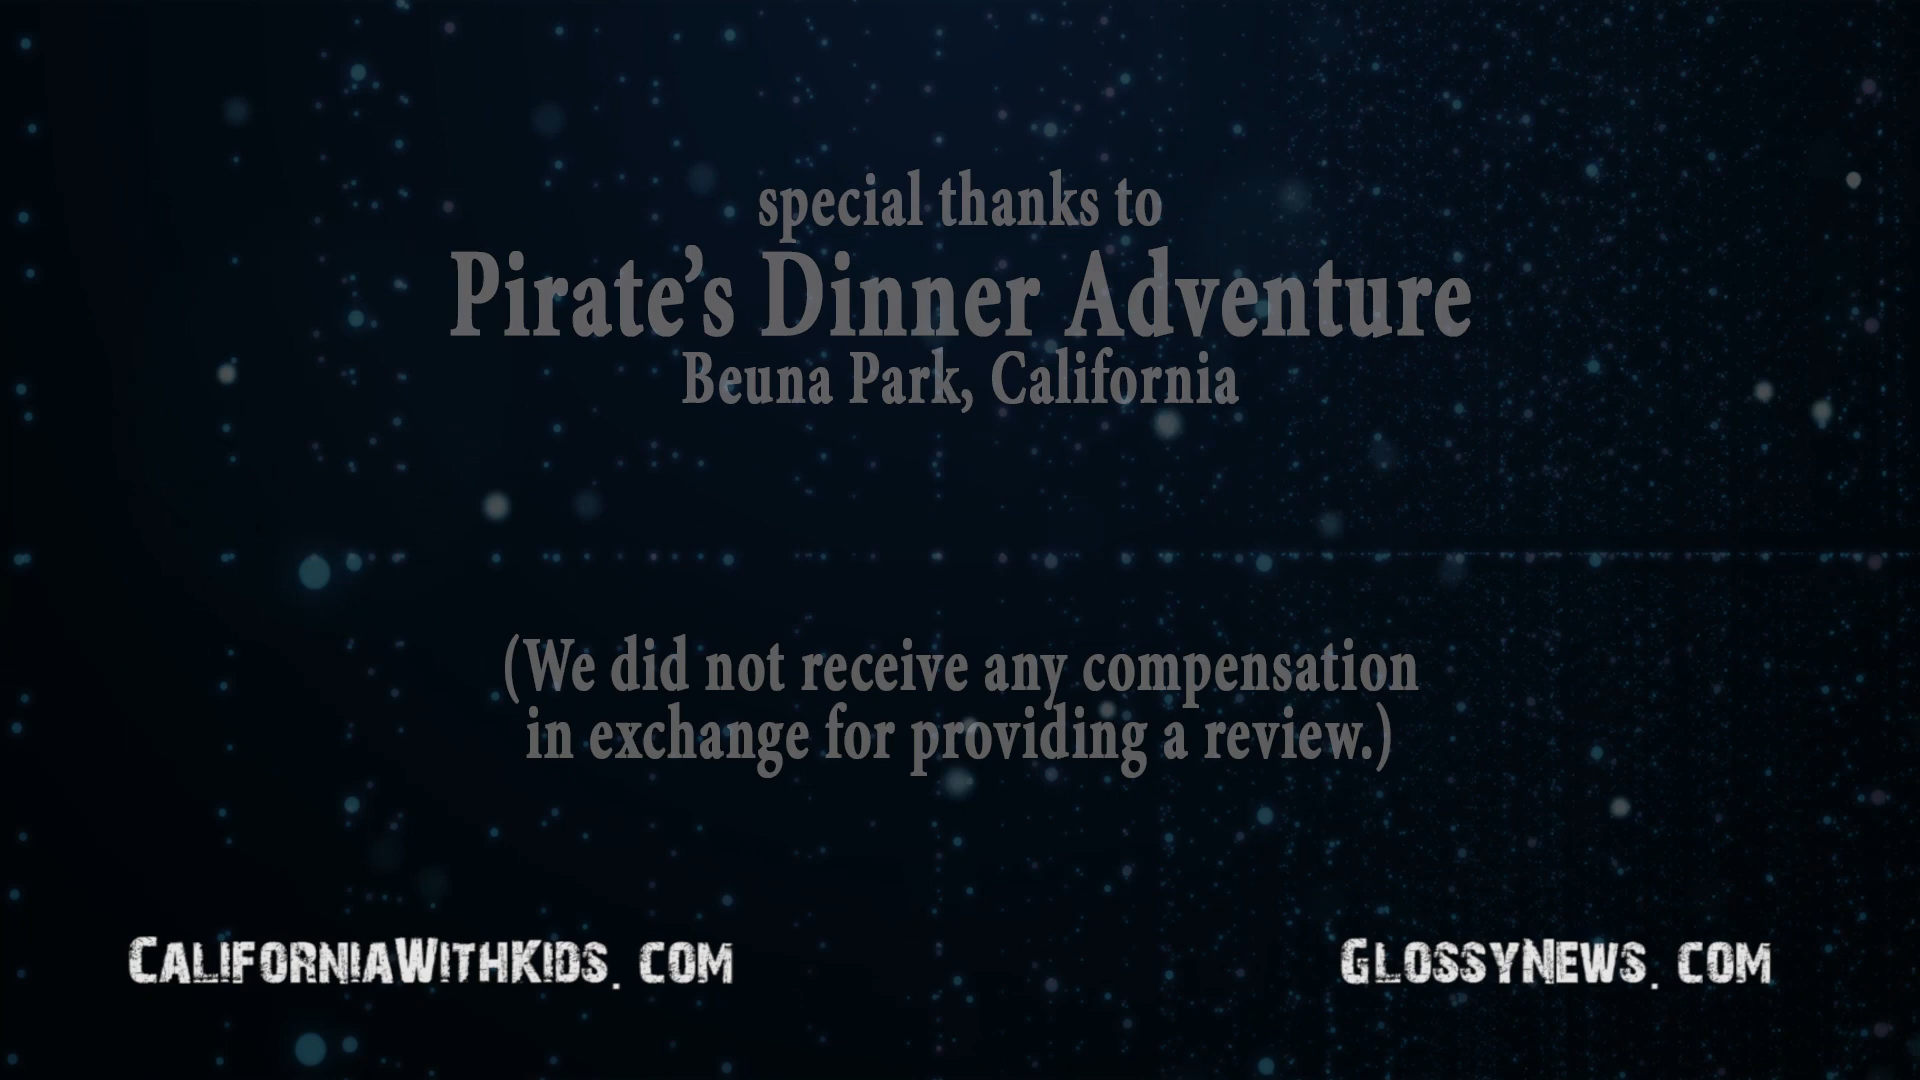 special thanks to
Pirate's Dinner Adventure
Beuna Park, California
(We did not receive any compensation
in exchange for providing a review.)
CaliforniaWithKids. com
GlossyNews. com